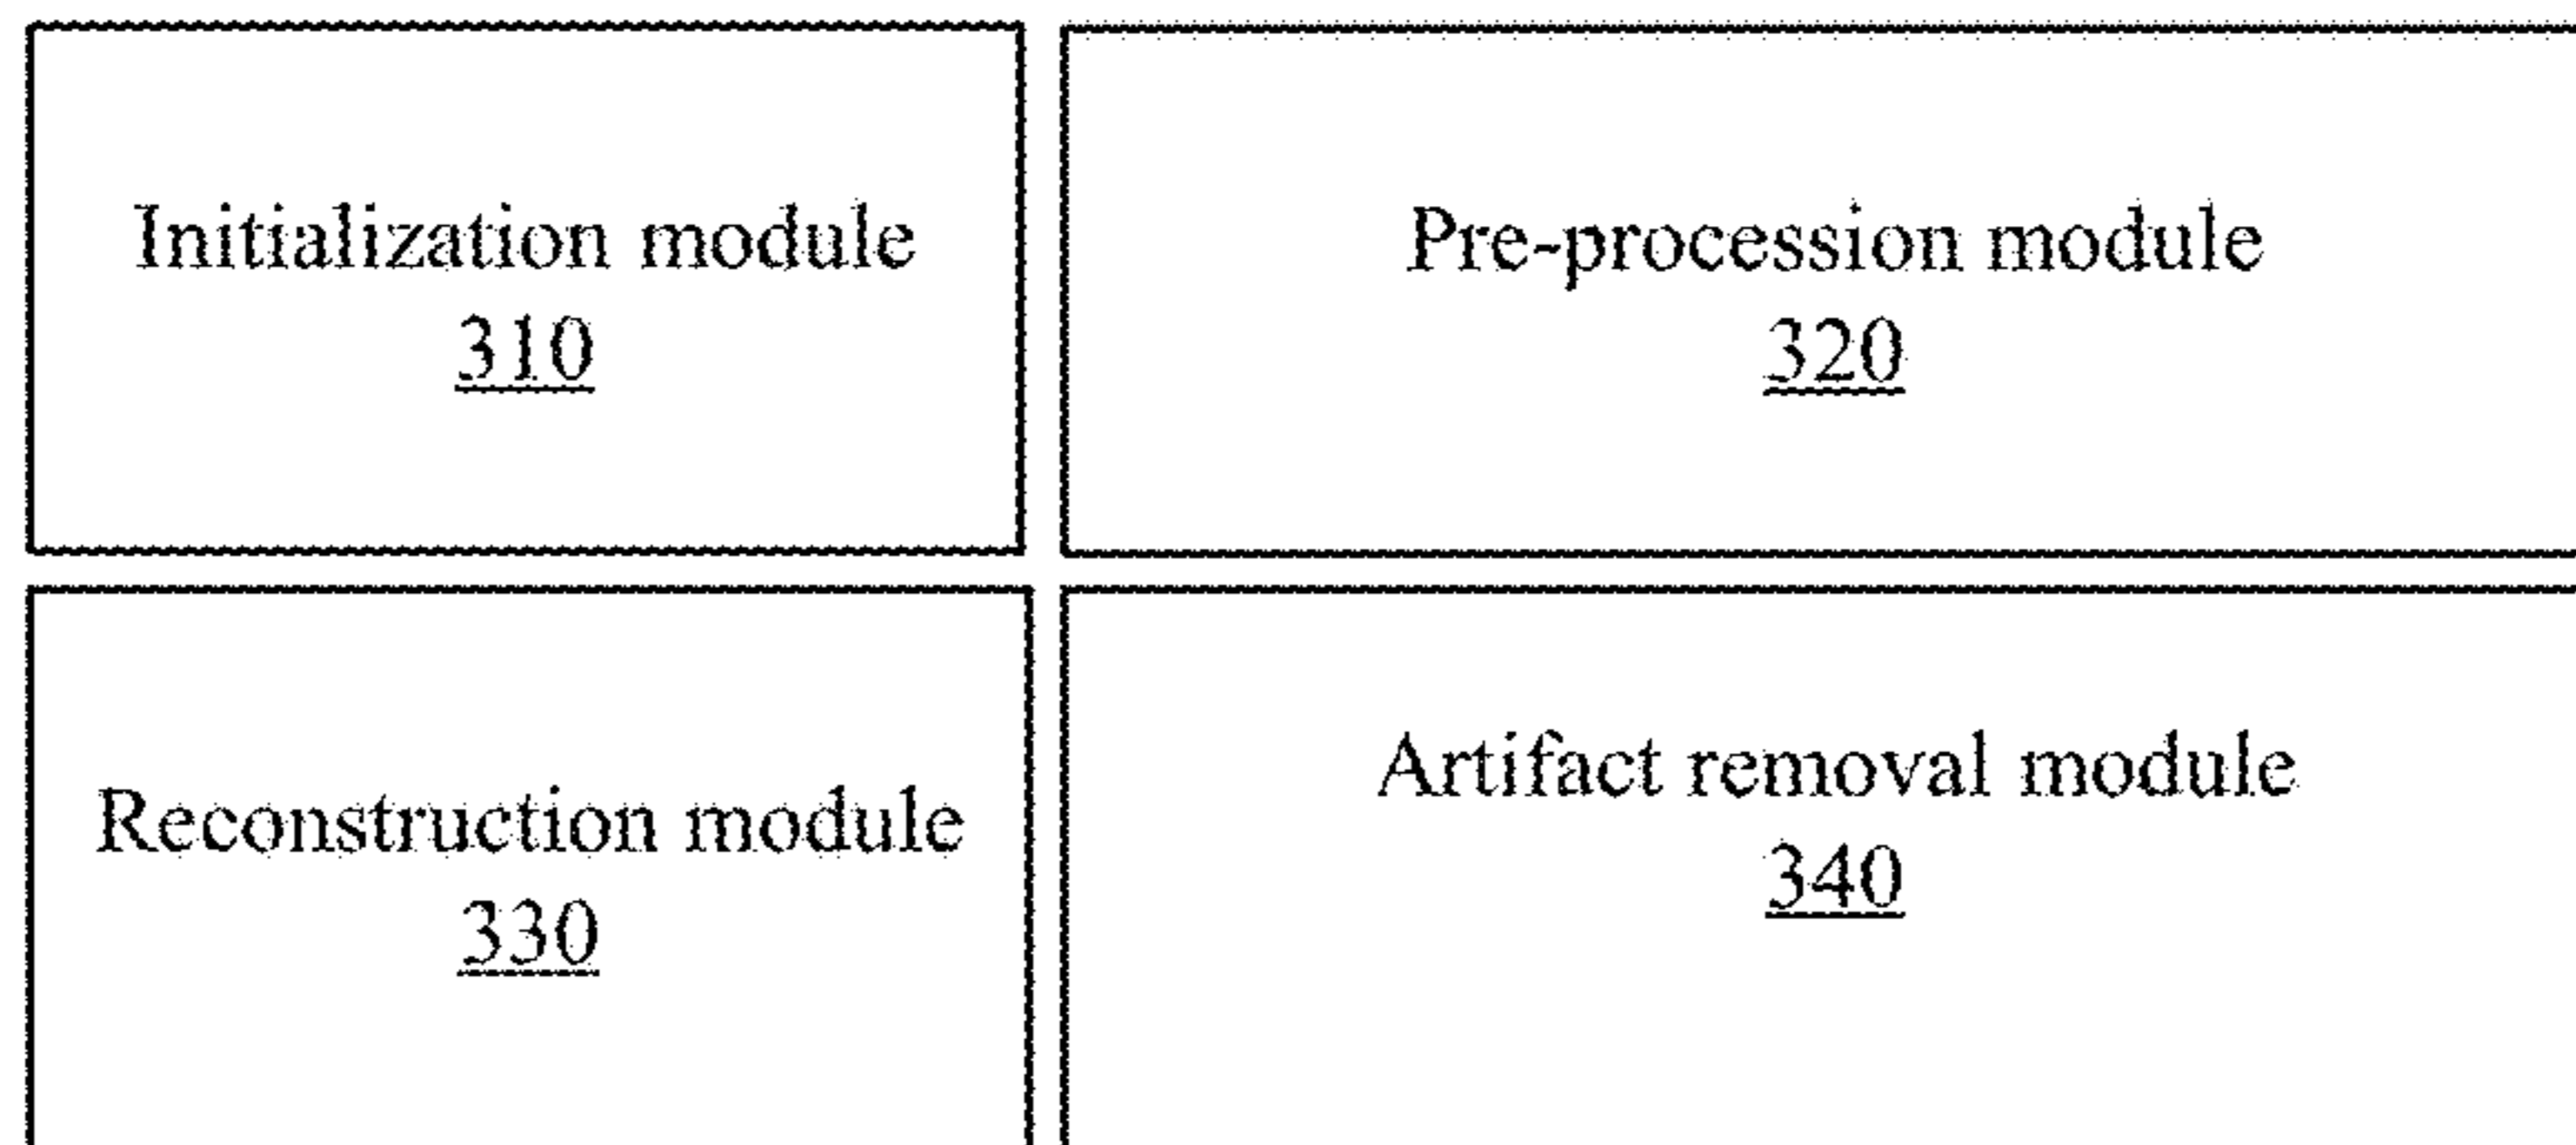 Initialization module
310
Pre-procession module
320
Reconstruction module
330
Artifact removal module
340